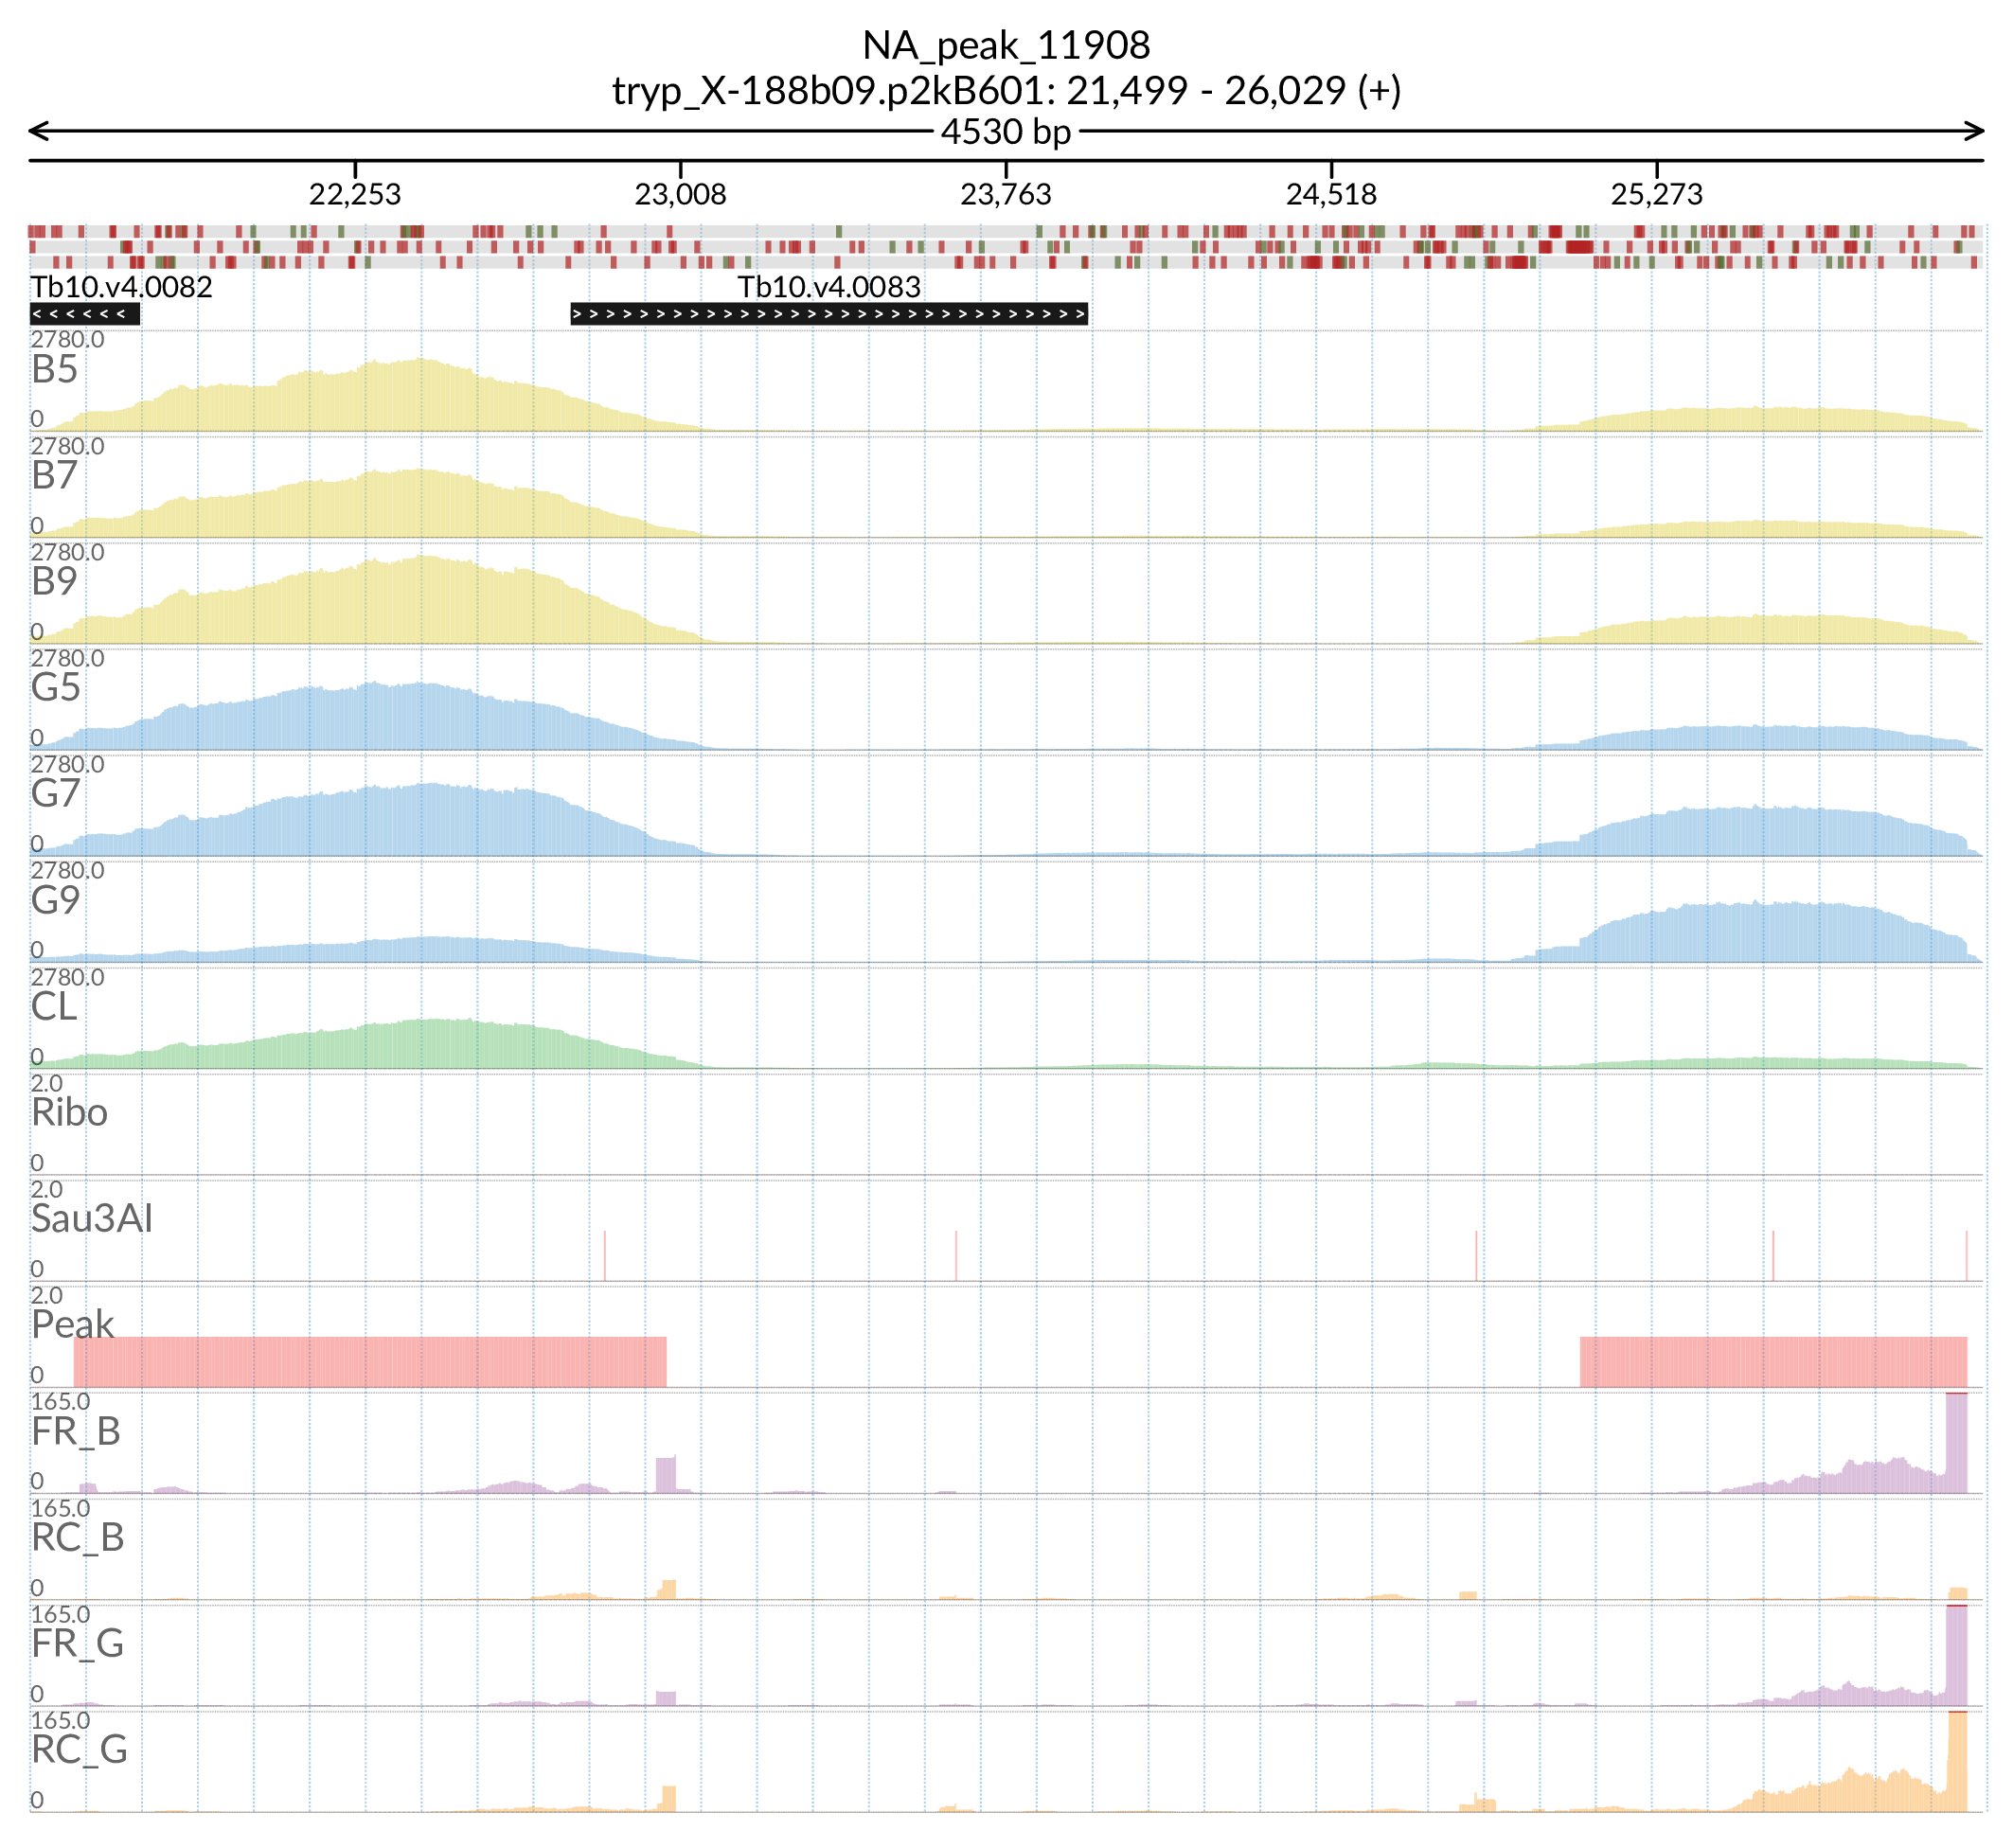 NA_peak_11908
tryp_X-188b09.p2kB601: 21,499 - 26,029 (+)
4530 bp
22,253 23,008 23,763 24,518 25,273
Tb10.v4.0082 Tb10.v4.0083
2780.0
B5
0
2780.0
B7
0
2780.0
B9
0
2780.0
G5
0
2780.0
G7
0
2780.0
G9
0
2780.0
CL
0
2.0
Ribo
0
2.0
Sau3AI
0
2.0
Peak
0
165.0
FR_B
0
165.0
RC_B
0
165.0
FR_G
0
165.0
RC_G
0